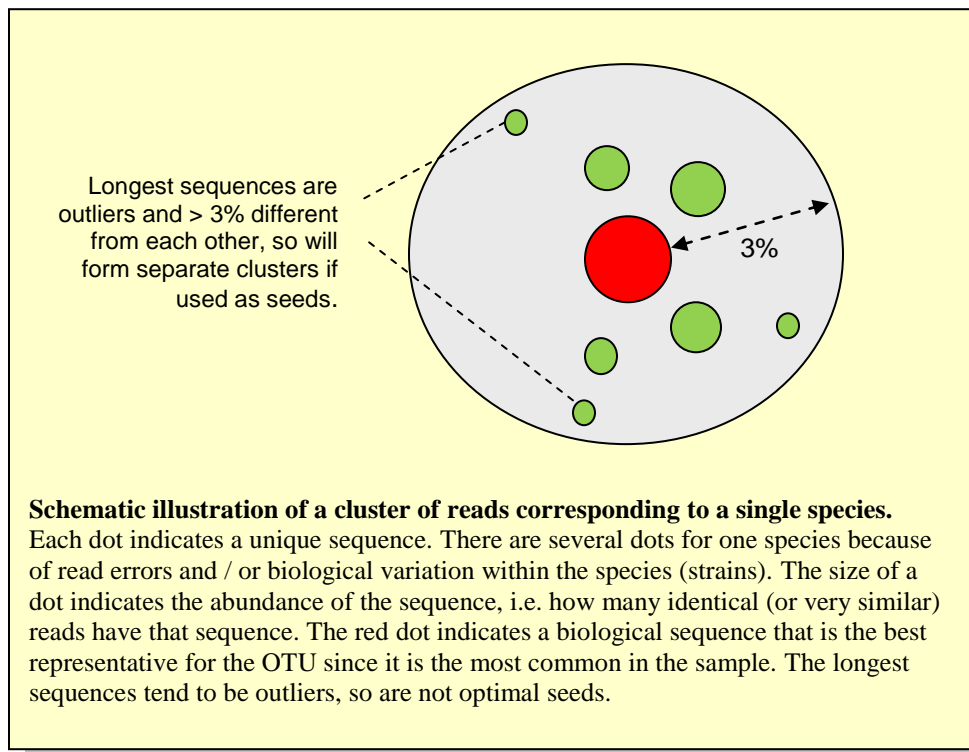 Longest sequences are
outliers and > 3% different
from each other, so will
form separate clusters if
used as seeds.
3%
Schematic illustration of a cluster of reads corresponding to a single species.
Each dot indicates a unique sequence. There are several dots for one species because
of read errors and / or biological variation within the species (strains). The size of a
dot indicates the abundance of the sequence, i.e. how many identical (or very similar)
reads have that sequence. The red dot indicates a biological sequence that is the best
representative for the OTU since it is the most common in the sample. The longest
sequences tend to be outliers, so are not optimal seeds.